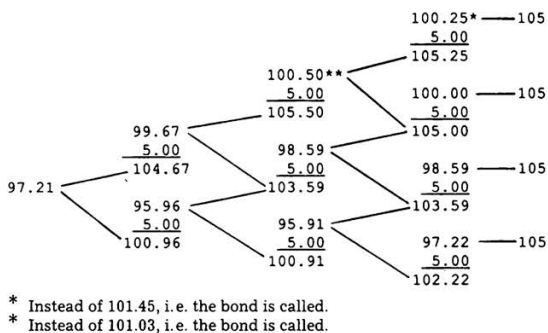 100.25* 105
5.00
105.25
100.50**
5.00 100.00 105
105.50 5.00
99.67 105.00
5.00 98.59
104.67 5.00 98.59 105
97.21 103.59 5.00
95.96 103.59
5.00 95.91
100.96 5.00 97.22 105
100.91 5.00
102.22
* Instead of 101.45, i.e. the bond is called.
* Instead of 101.03, i.e. the bond is called.